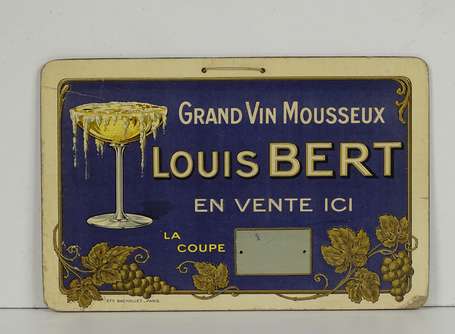 GRAND VIN MOUSSEUX
LOUIS BERT
EN VENTE ICI
LA
COUPE